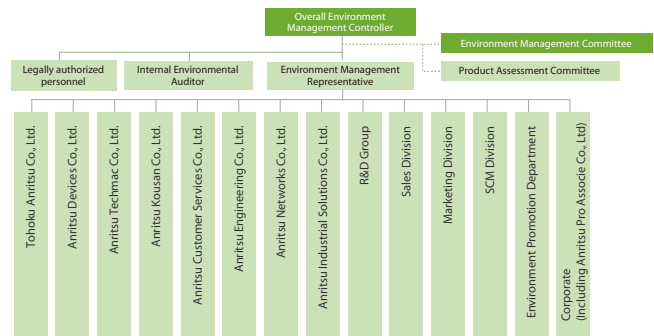 Overall Environment
Management Controller
Environment Management Committee
Legally authorized
personnel
Internal Environmental
Auditor
Environment Management
Representative
Product Assessment Committee
Tohoku Anritsu Co., Ltd.
Anritsu Devices Co., Ltd.
Anritsu Techmac Co., Ltd.
Anritsu Kousan Co., Ltd.
Anritsu Customer Services Co., Ltd.
Anritsu Engineering Co., Ltd.
Anritsu Networks Co., Ltd.
Anritsu Industrial Solutions Co., Ltd.
R&D Group
Sales Division
Marketing Division
SCM Division
Environment Promotion Department
Corporate
(Including Anritsu Pro Associe Co., Ltd)